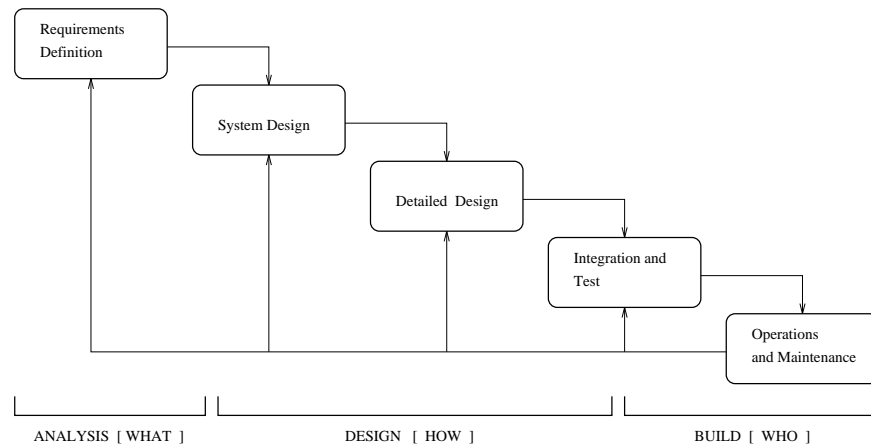 Requirements
Definition
System Design
Detailed Design
Integration and
Test
Operations
and Maintenance
ANALYSIS [ WHAT ]
DESIGN [ HOW ]
BUILD [ WHO ]